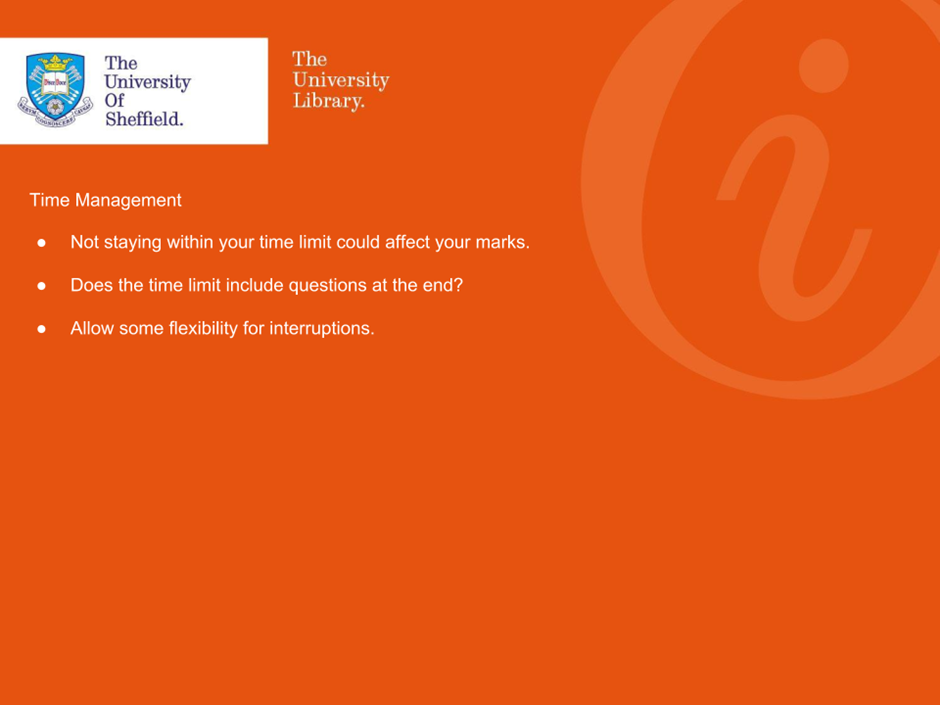 The
University
Of
Sheffield.
The
University
Library.
Time Management
● Not staying within your time limit could affect your marks.
● Does the time limit include questions at the end?
● Allow some flexibility for interruptions.